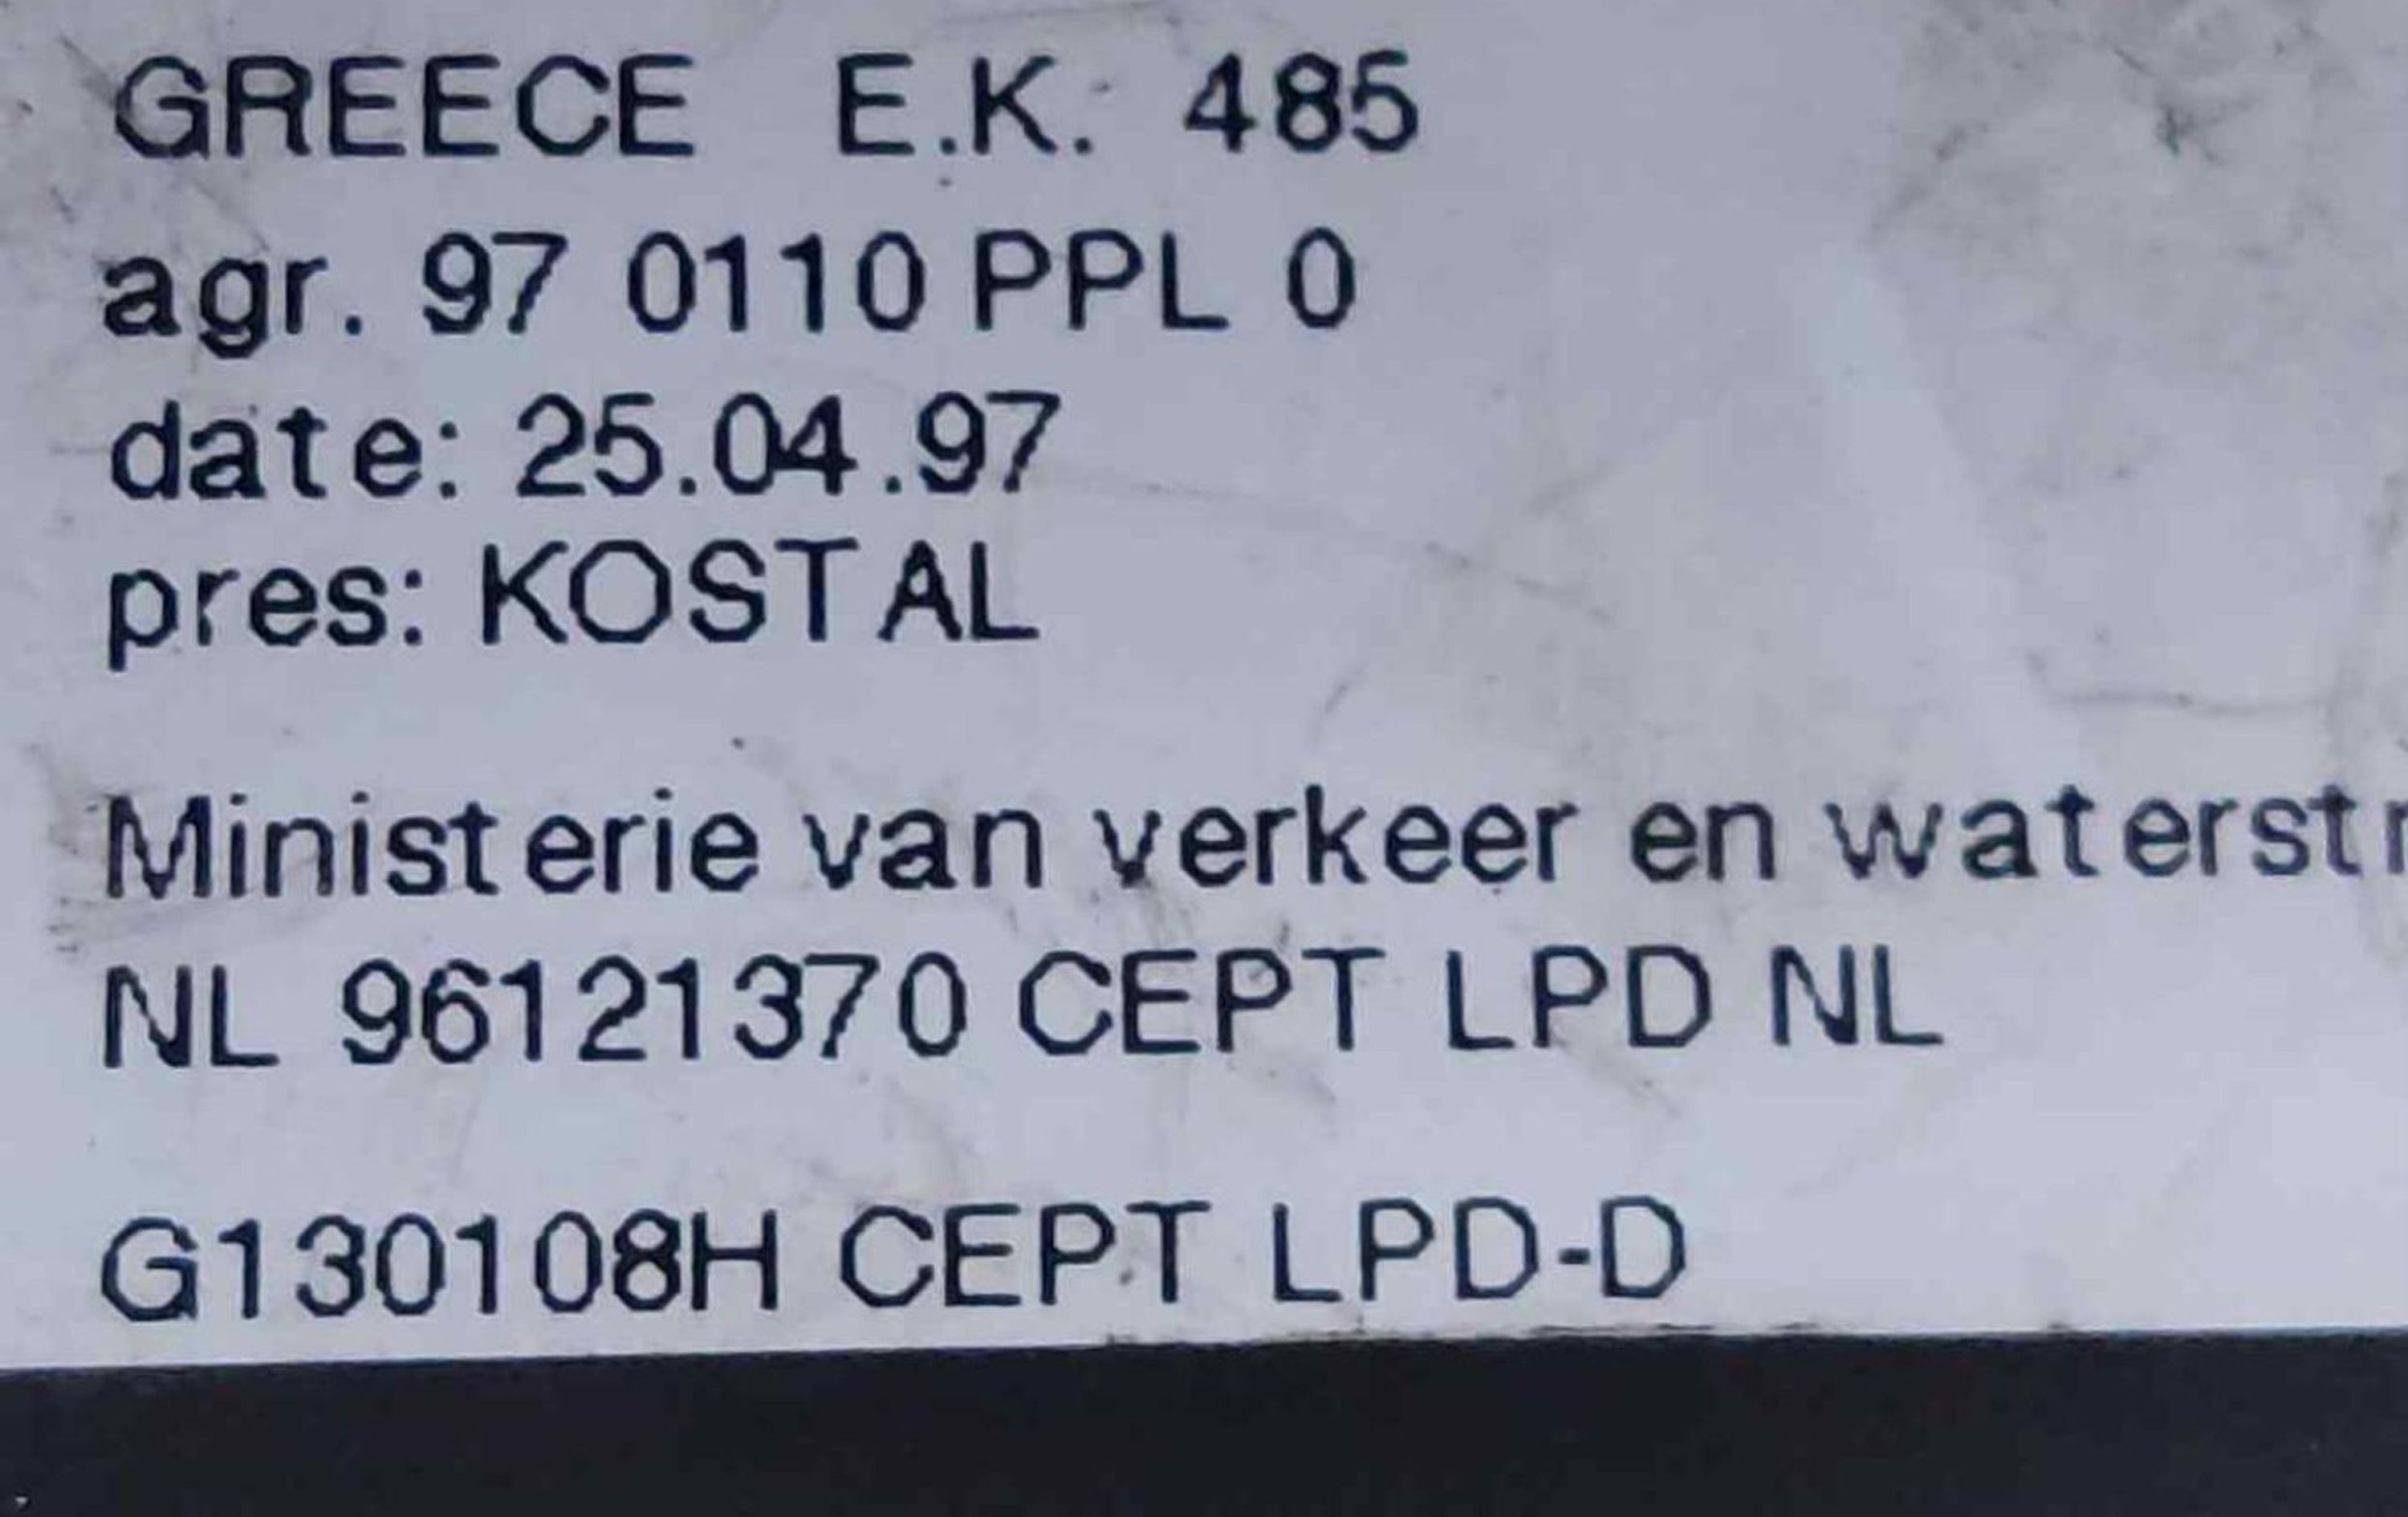 GREECE E.K. 485
agr. 97 0110 PPL 0
date: 25.04.97
pres: KOSTAL
Ministerie van verkeer en waterstr
NL 96121370 CEPT LPD NL
G130108H CEPT LPD-D